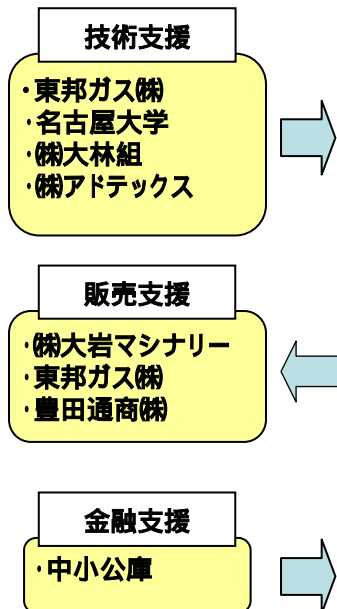 技術支援
・東邦ガス㈱
・名古屋大学
・㈱大林組
・㈱アドテックス
販売支援
・㈱大岩マシナリー
・東邦ガス㈱
・豊田通商㈱
金融支援
・中小公庫